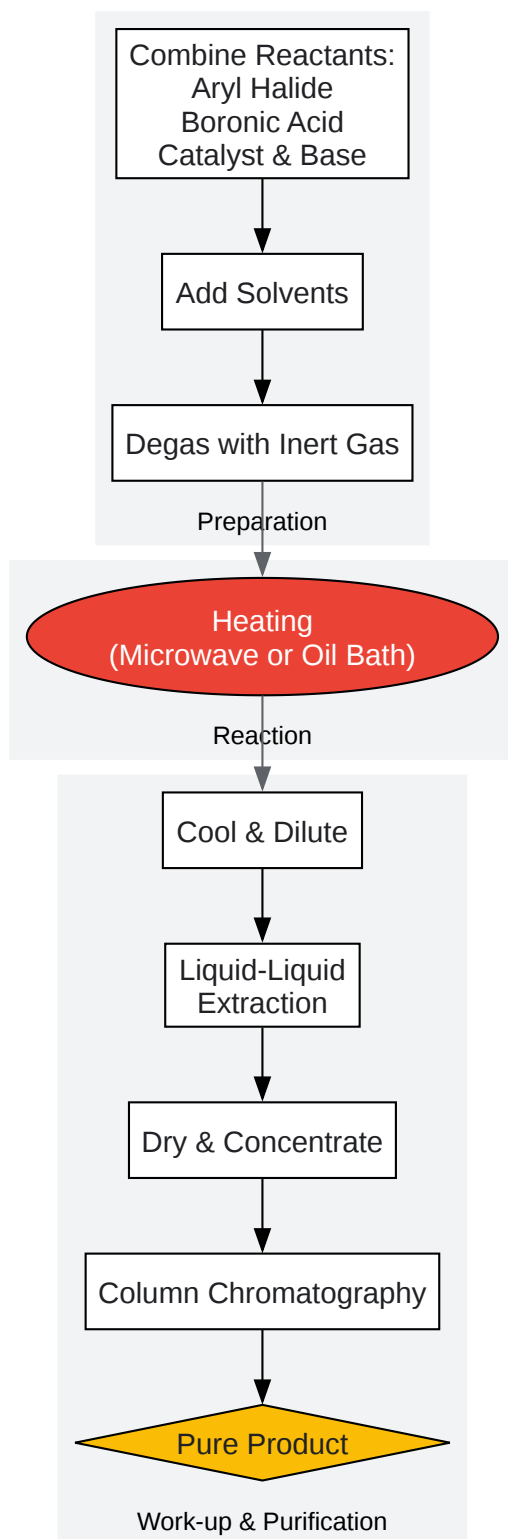 Combine Reactants:
Aryl Halide
Boronic Acid
Catalyst & Base
Add Solvents
Degas with Inert Gas
Preparation
Heating
(Microwave or Oil Bath)
Reaction
Cool & Dilute
Liquid-Liquid
Extraction
Dry & Concentrate
Column Chromatography
Pure Product
Work-up & Purification